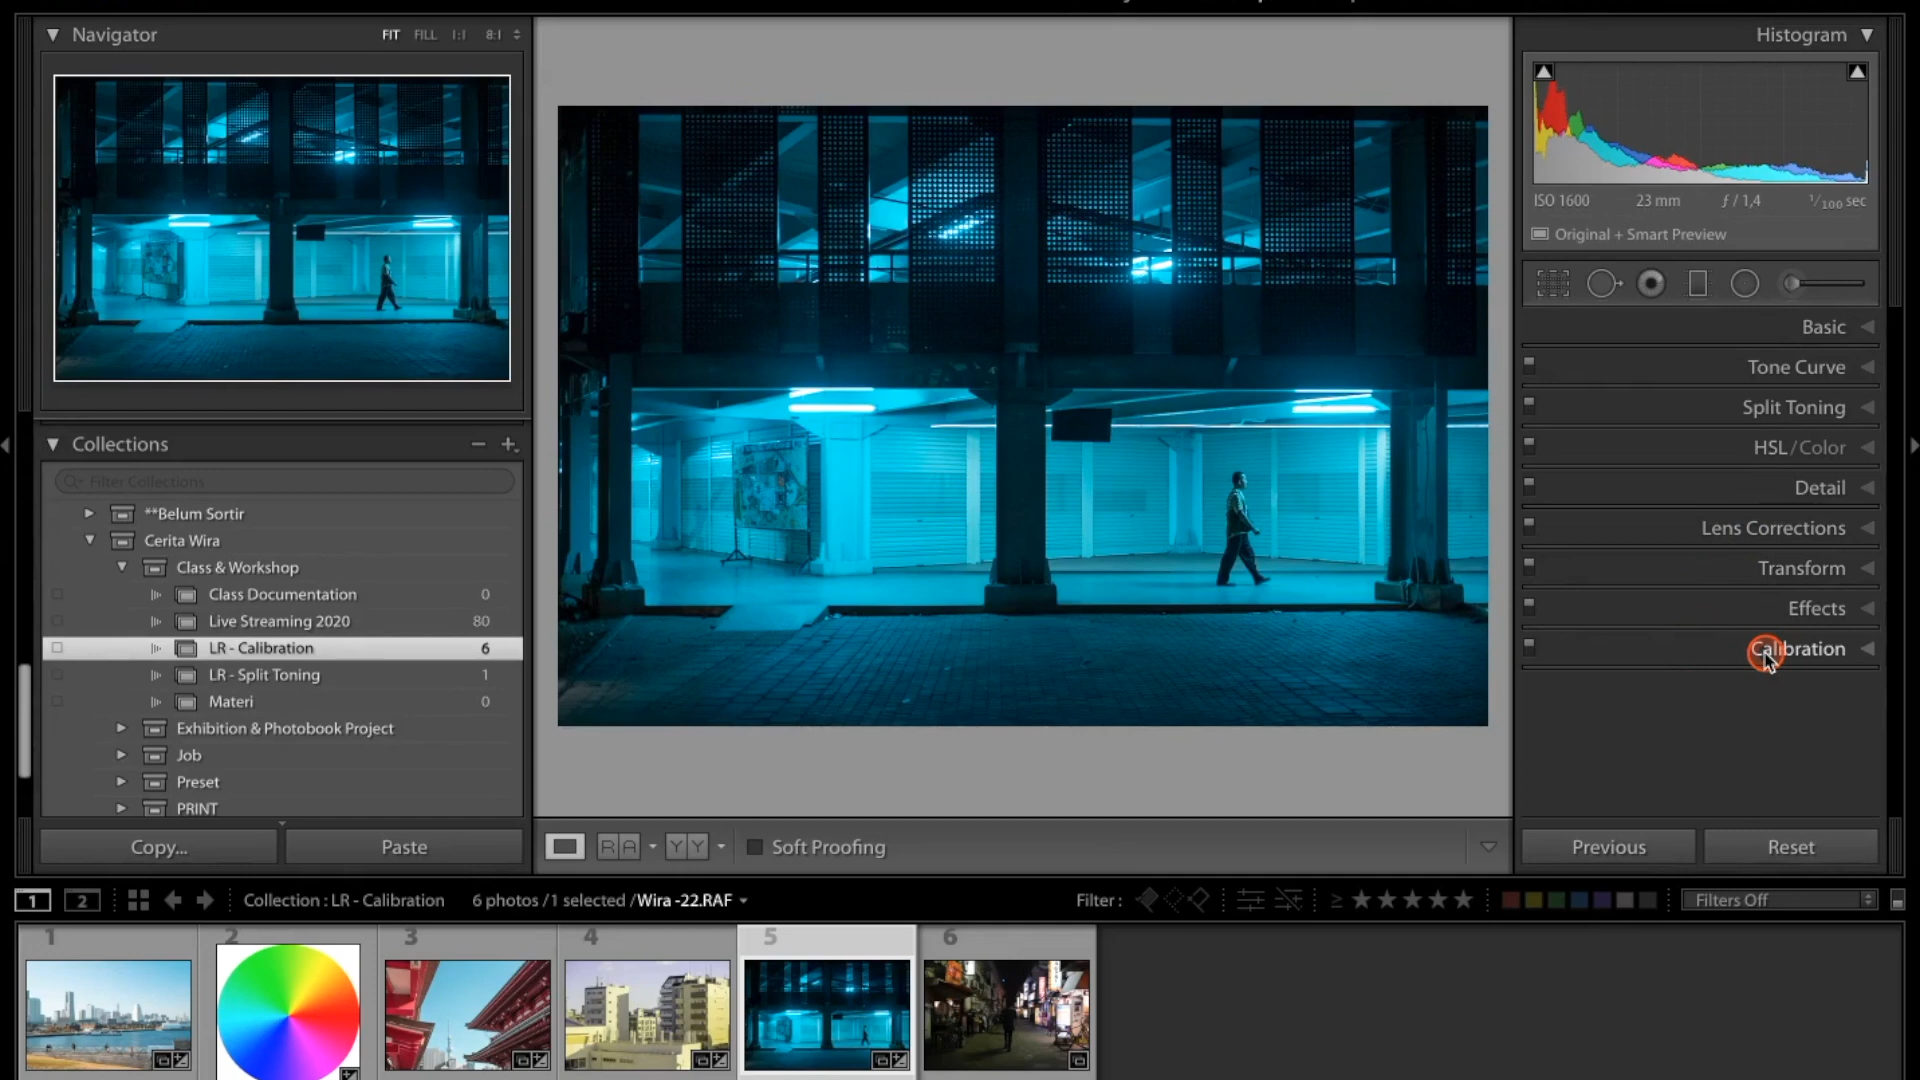 Navigator
FIT FILL 1:1 8:1
Collections
Filter Collections
**Belum Sortir
Cerita Wira
Class & Workshop
Class Documentation 0
Live Streaming 2020 80
LR - Calibration 6
LR - Split Toning 1
Materi 0
Exhibition & Photobook Project
Job
Preset
PRINT
Copy... Paste
R A Y Y Soft Proofing
Histogram
ISO 1600 23 mm ƒ / 1,4 1/100 sec
Original + Smart Preview
Basic
Tone Curve
Split Toning
HSL / Color
Detail
Lens Corrections
Transform
Effects
Calibration
Previous Reset
1 2 Collection : LR - Calibration 6 photos / 1 selected / Wira -22.RAF Filter : ≥ ★ ★ ★ ★ ★ Filters Off
1 2 3 4 5 6